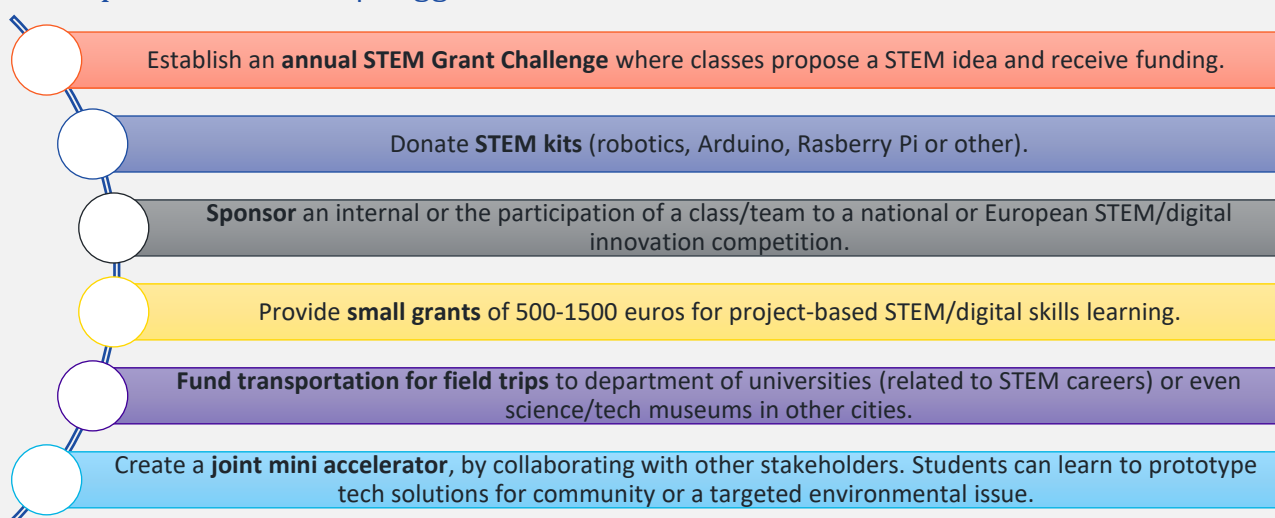 Establish an annual STEM Grant Challenge where classes propose a STEM idea and receive funding.
Donate STEM kits (robotics, Arduino, Rasberry Pi or other).
Sponsor an internal or the participation of a class/team to a national or European STEM/digital
innovation competition.
Provide small grants of 500-1500 euros for project-based STEM/digital skills learning.
Fund transportation for field trips to department of universities (related to STEM careers) or even
science/tech museums in other cities.
Create a joint mini accelerator, by collaborating with other stakeholders. Students can learn to prototype
tech solutions for community or a targeted environmental issue.